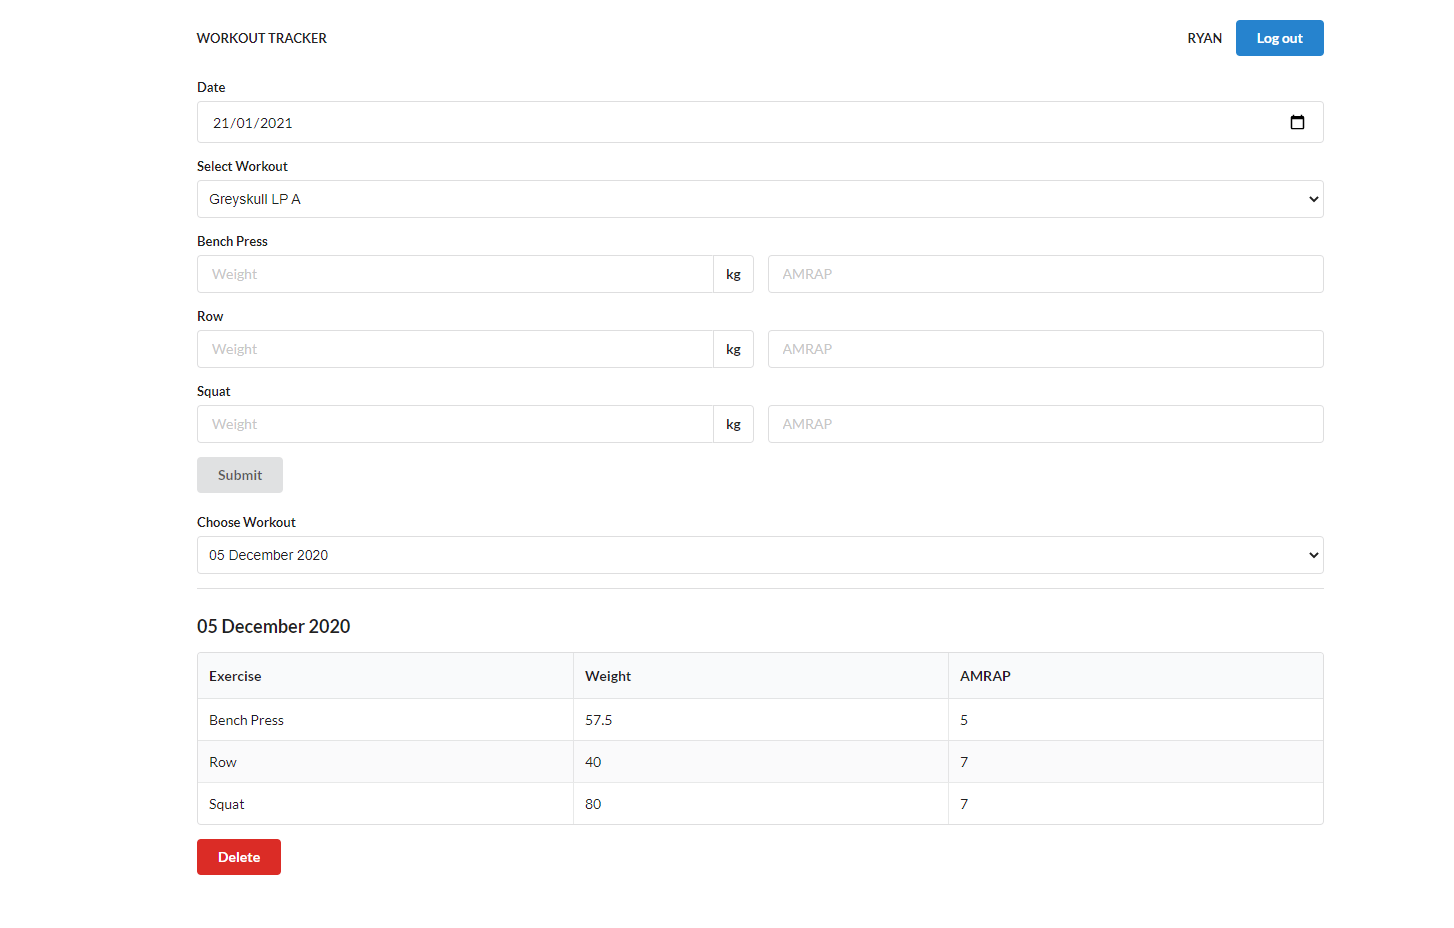 WORKOUT TRACKER RYAN Log out
Date
21/01/2021
Select Workout
Greyskull LP A
Bench Press
Weight kg AMRAP
Row
Weight kg AMRAP
Squat
Weight kg AMRAP
Submit
Choose Workout
05 December 2020
05 December 2020
Exercise Weight AMRAP
Bench Press 57.5 5
Row 40 7
Squat 80 7
Delete